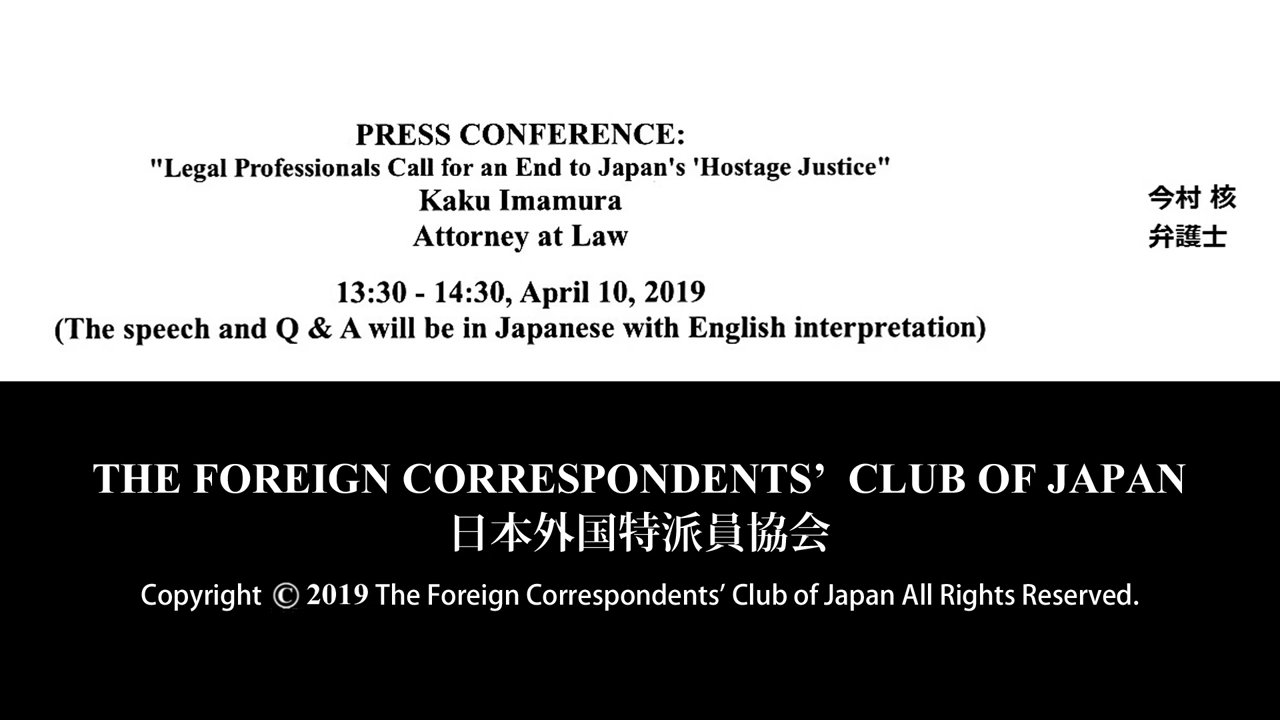 PRESS CONFERENCE:
"Legal Professionals Call for an End to Japan's 'Hostage Justice"
Kaku Imamura
Attorney at Law
今村 核
弁護士
13:30 - 14:30, April 10, 2019
(The speech and Q & A will be in Japanese with English interpretation)
THE FOREIGN CORRESPONDENTS’ CLUB OF JAPAN
日本外国特派員協会
Copyright © 2019 The Foreign Correspondents’ Club of Japan All Rights Reserved.